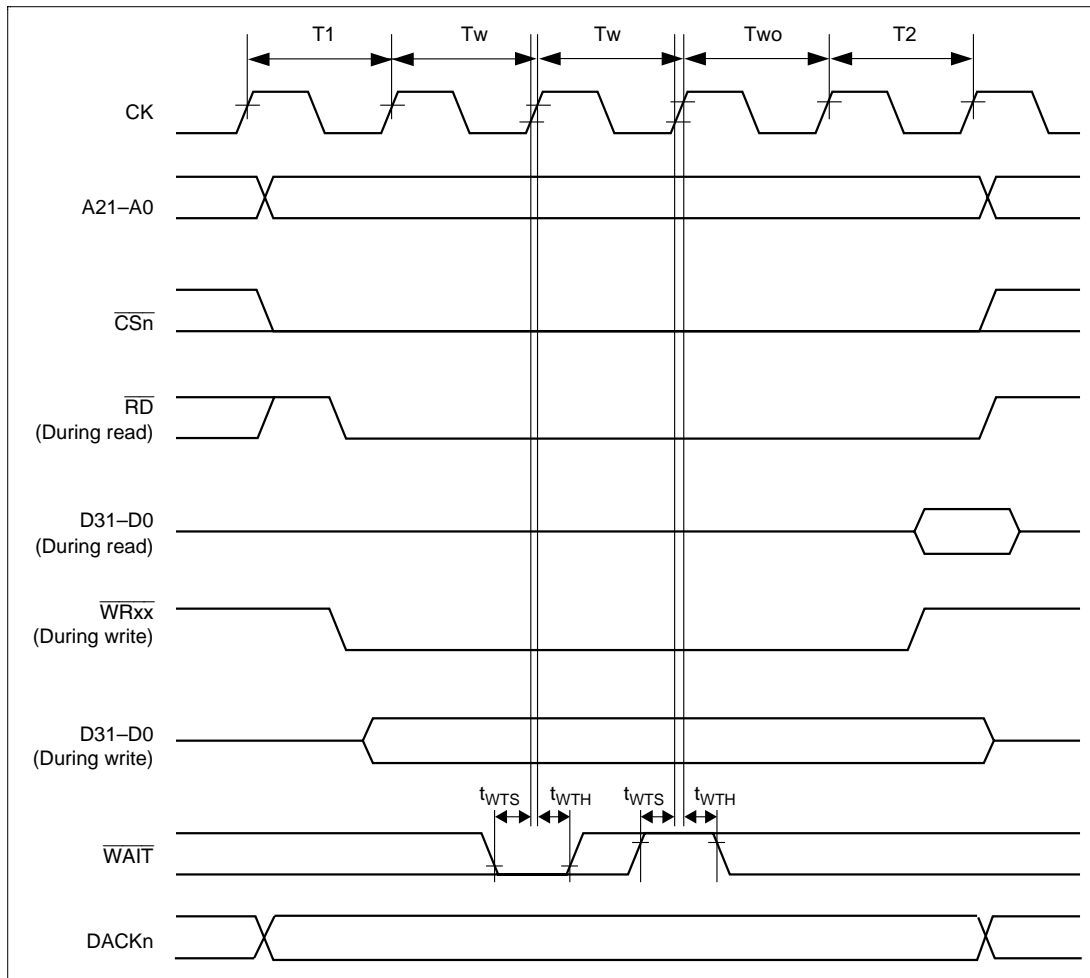 T1 Tw Tw Two T2
CK
A21–A0
CSn
RD
(During read)
D31–D0
(During read)
WRxx
(During write)
D31–D0
(During write)
tWTS tWTH tWTS tWTH
WAIT
DACKn